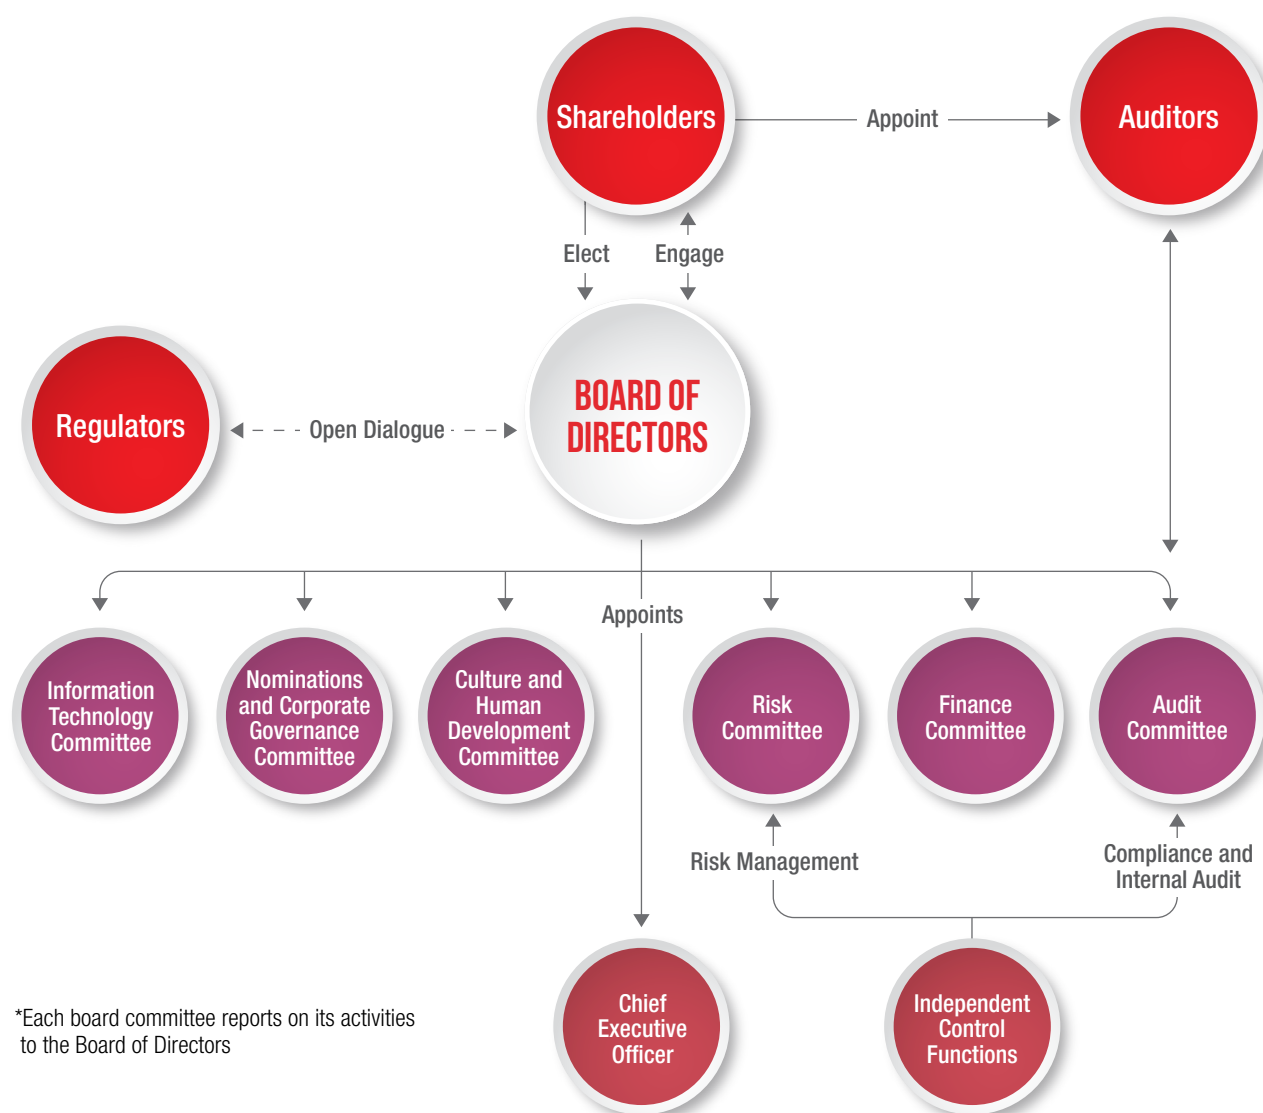 Shareholders
Appoint
Auditors
Elect
Engage
BOARD OF
DIRECTORS
Regulators
Open Dialogue
Appoints
Information
Technology
Committee
Nominations
and Corporate
Governance
Committee
Culture and
Human
Development
Committee
Risk
Committee
Finance
Committee
Audit
Committee
Risk Management
Compliance and
Internal Audit
Chief
Executive
Officer
Independent
Control
Functions
*Each board committee reports on its activities
to the Board of Directors